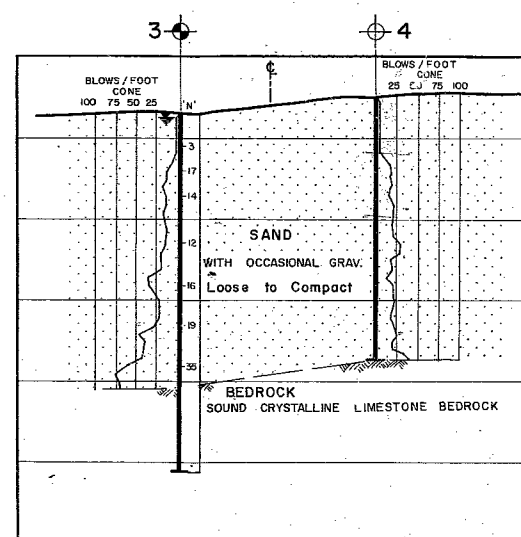 3 4
BLOWS / FOOT
CONE
100 75 50 25 'N'
℄
BLOWS / FOOT
CONE
25 75 100
3
17
14
12
16
19
35
SAND
WITH OCCASIONAL GRAV.
Loose to Compact
BEDROCK
SOUND CRYSTALLINE LIMESTONE BEDROCK